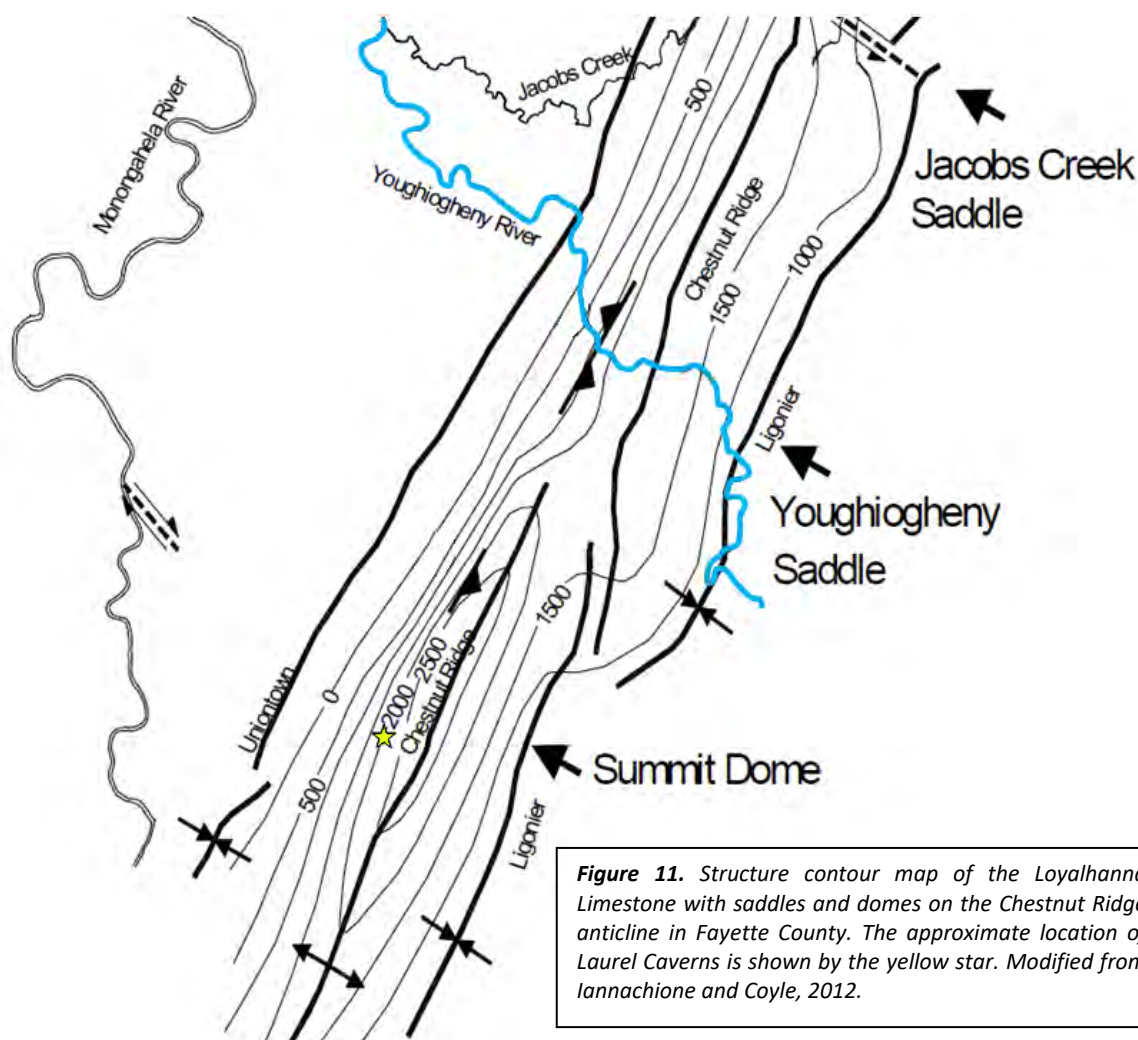 Monongahela River
Jacobs Creek
500
Youghiogheny River
Jacobs Creek
Saddle
Chestnut Ridge
1000
1500
Ligonier
Youghiogheny
Saddle
1500
2500
Chestnut Ridge
2000
0
Uniontown
500
Summit Dome
Ligonier
Figure 11. Structure contour map of the Loyalhanna
Limestone with saddles and domes on the Chestnut Ridge
anticline in Fayette County. The approximate location of
Laurel Caverns is shown by the yellow star. Modified from
Iannachione and Coyle, 2012.